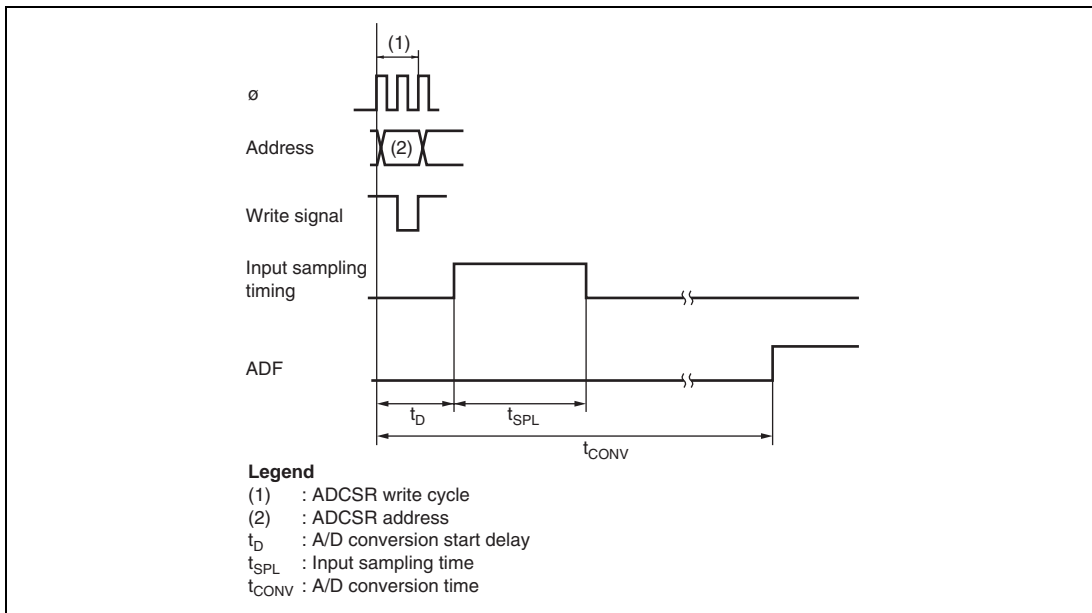 (1)
ø
Address
(2)
Write signal
Input sampling
timing
ADF
tD
tSPL
tCONV
Legend
(1) : ADCSR write cycle
(2) : ADCSR address
tD : A/D conversion start delay
tSPL : Input sampling time
tCONV : A/D conversion time